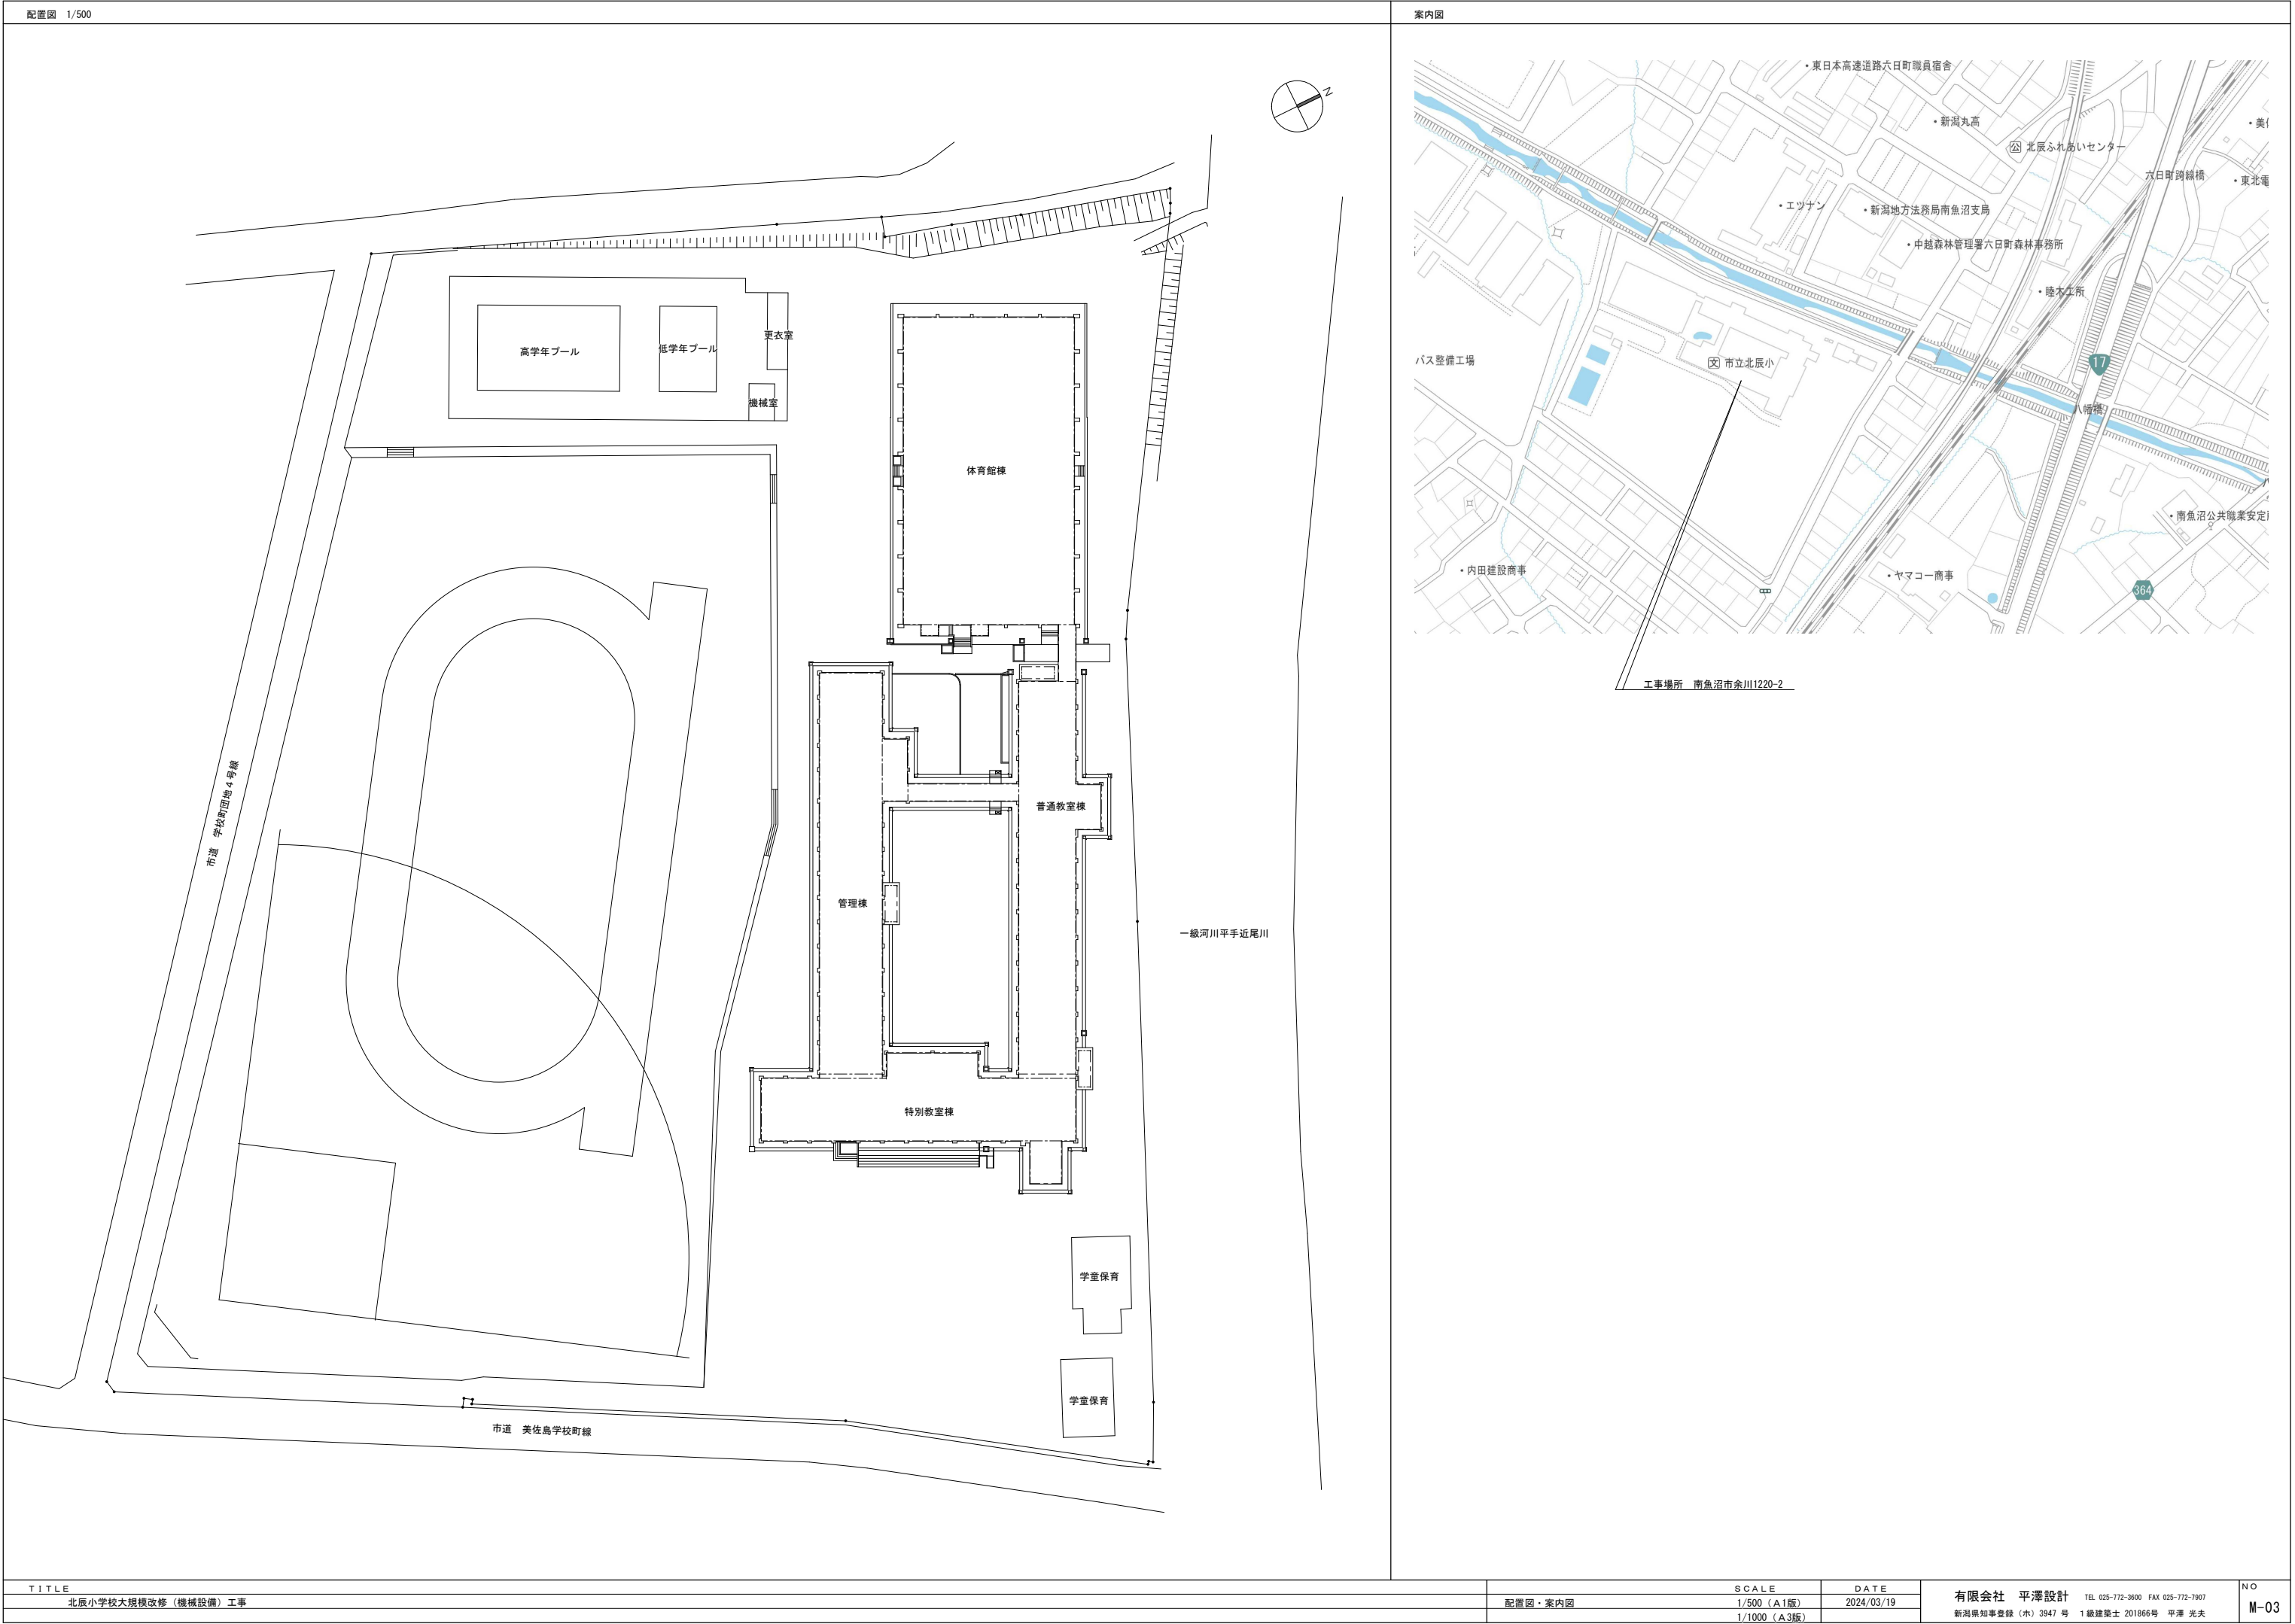 配置図 1/500
案内図
N
高学年プール
低学年プール
更衣室
機械室
体育館棟
普通教室棟
管理棟
特別教室棟
一級河川平手近尾川
学童保育
学童保育
市道 学校町団地4号線
市道 美佐島学校町線
・東日本高速道路六日町職員宿舎
・新潟丸高
・美佐
公 北辰ふれあいセンター
六日町跨線橋
・東北電
・エツナン
・新潟地方法務局南魚沼支局
・中越森林管理署六日町森林事務所
・睦木工所
17
バス整備工場
文 市立北辰小
八幡橋
八
・南魚沼公共職業安定所
・内田建設商事
・ヤマコー商事
364
工事場所 南魚沼市余川1220-2
TITLE
北辰小学校大規模改修（機械設備）工事
配置図・案内図
SCALE
1/500（A1版）
1/1000（A3版）
DATE
2024/03/19
有限会社 平澤設計 TEL 025-772-3600 FAX 025-772-7907
新潟県知事登録（ホ）3947 号 1級建築士 201866号 平澤 光夫
NO
M-03